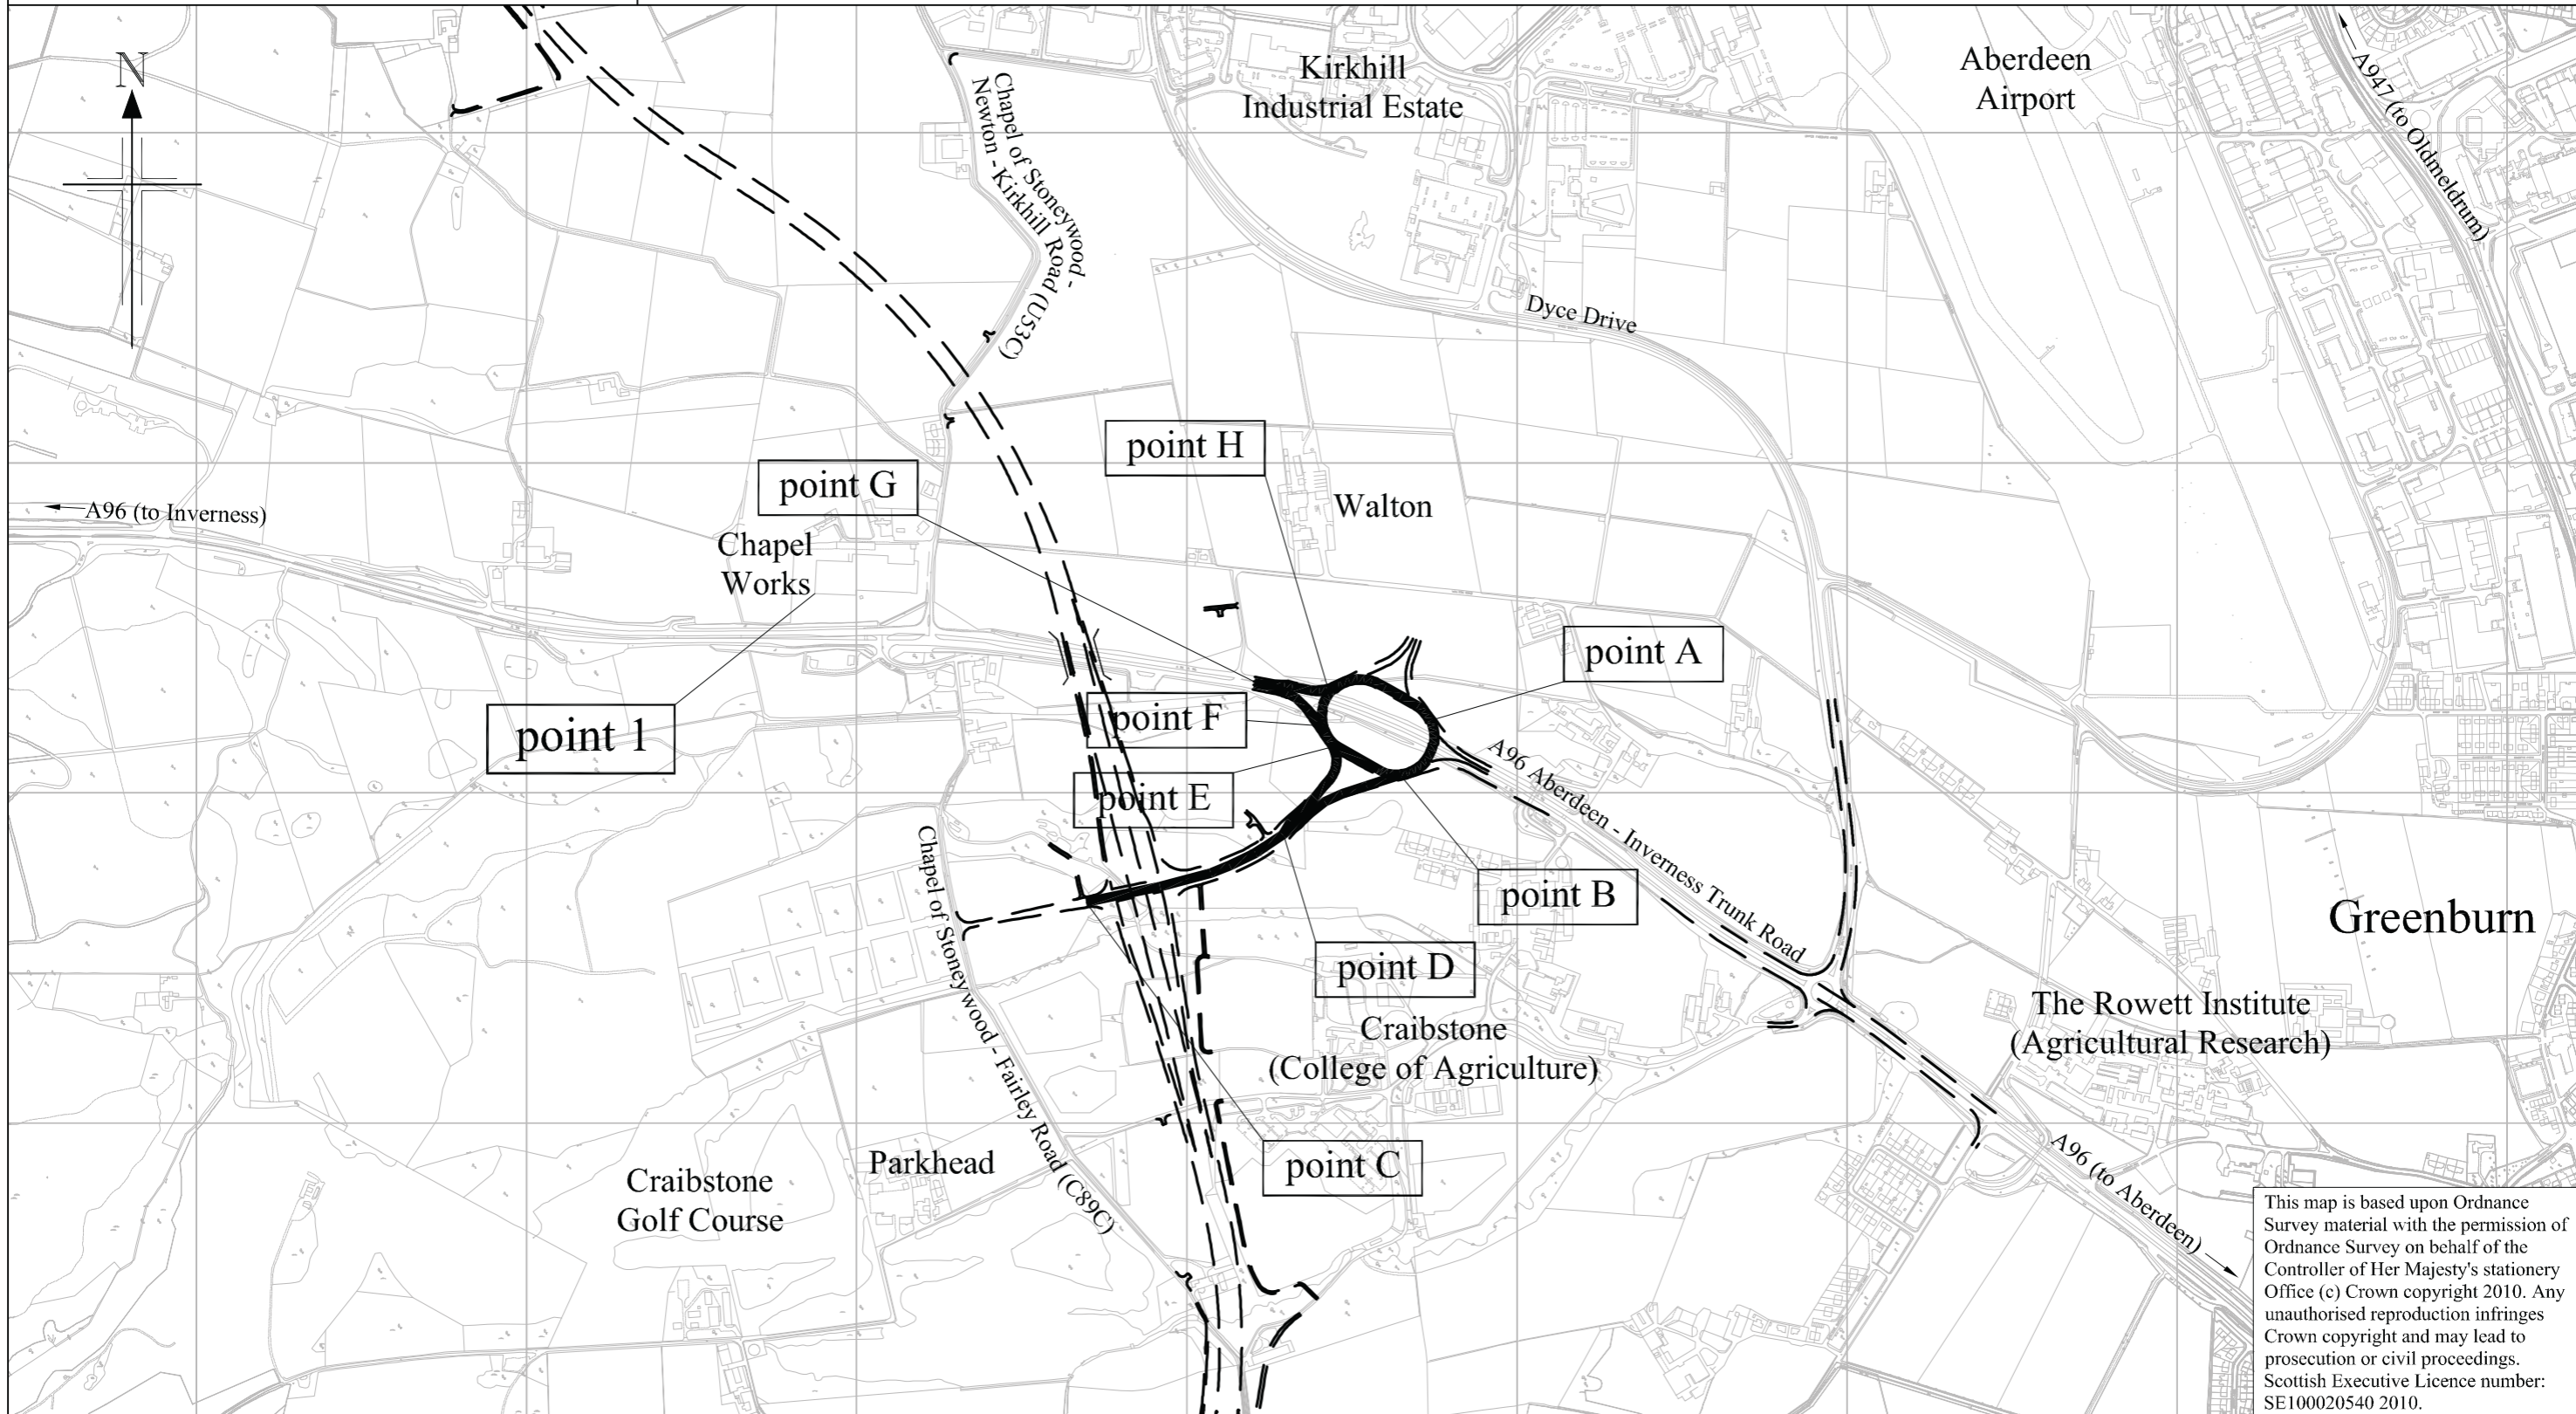 N
Kirkhill
Industrial Estate
Aberdeen
Airport
A947 (to Oldmeldrum)
Chapel of Stoneywood -
Newton - Kirkhill Road (U53C)
Dyce Drive
point H
point G
Walton
A96 (to Inverness)
Chapel
Works
point A
point 1
point F
A96 Aberdeen - Inverness Trunk Road
point E
Chapel of Stoneywood - Fairley Road (C89C)
point B
Greenburn
point D
The Rowett Institute
(Agricultural Research)
Craibstone
(College of Agriculture)
Parkhead
point C
Craibstone
Golf Course
A96 (to Aberdeen)
This map is based upon Ordnance
Survey material with the permission of
Ordnance Survey on behalf of the
Controller of Her Majesty's stationery
Office (c) Crown copyright 2010. Any
unauthorised reproduction infringes
Crown copyright and may lead to
prosecution or civil proceedings.
Scottish Executive Licence number:
SE100020540 2010.